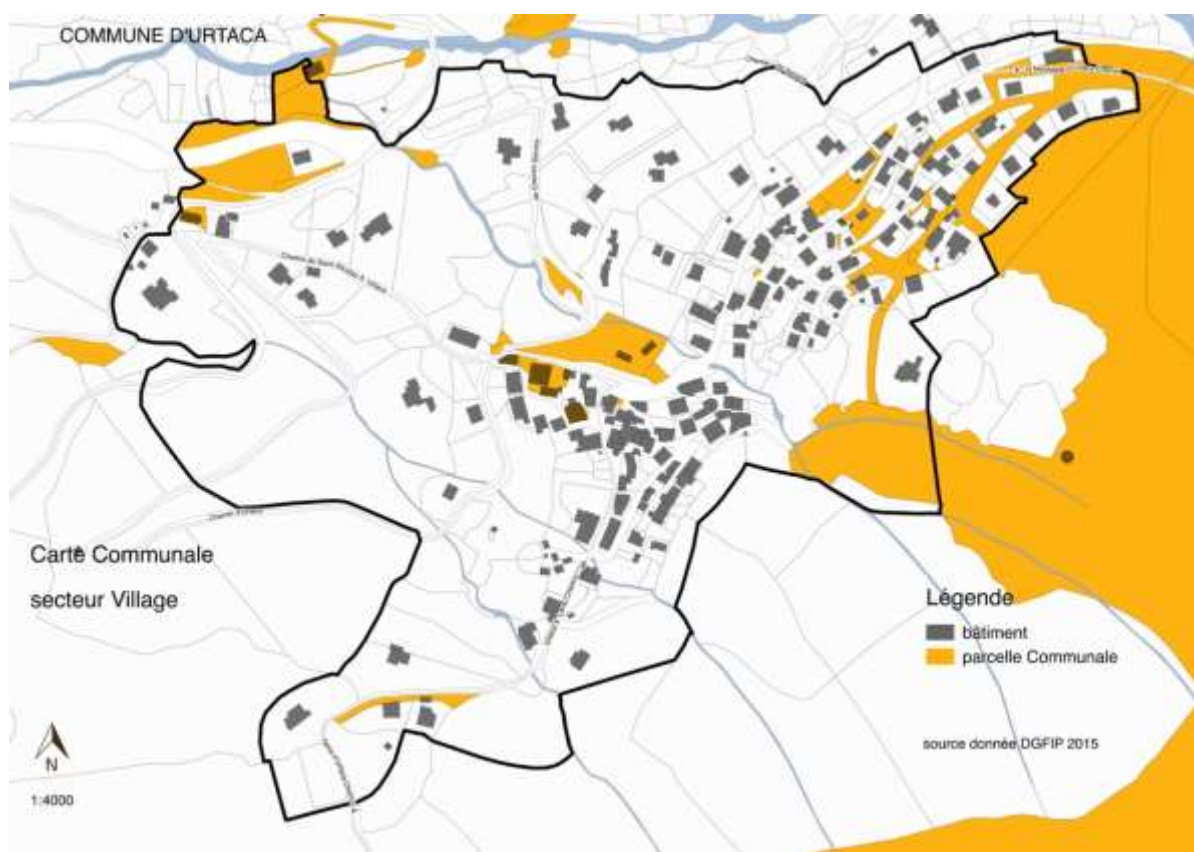 COMMUNE D'URTACA
Carte Communale
secteur Village
Légende
bâtiment
parcelle Communale
source donnée DGFIP 2015
N
1:4000